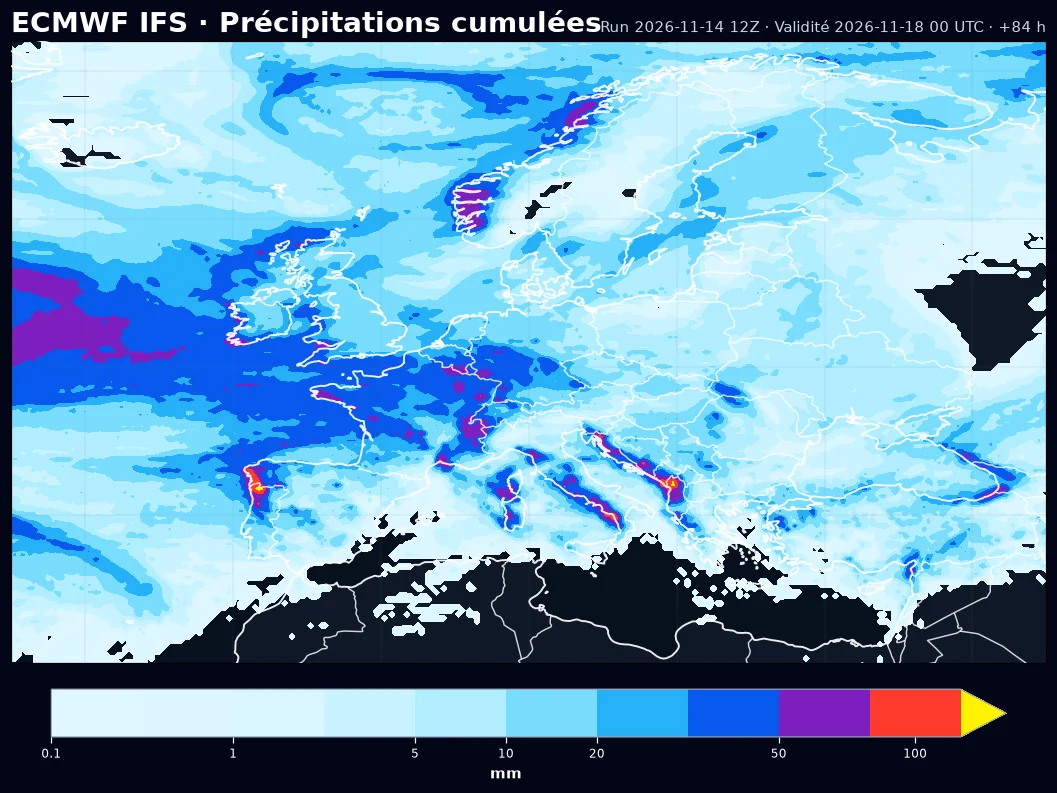 ECMWF IFS · Précipitations cumulées
Run 2026-11-14 12Z · Validité 2026-11-18 00 UTC · +84 h
0.1 1 5 10 20 50 100
mm